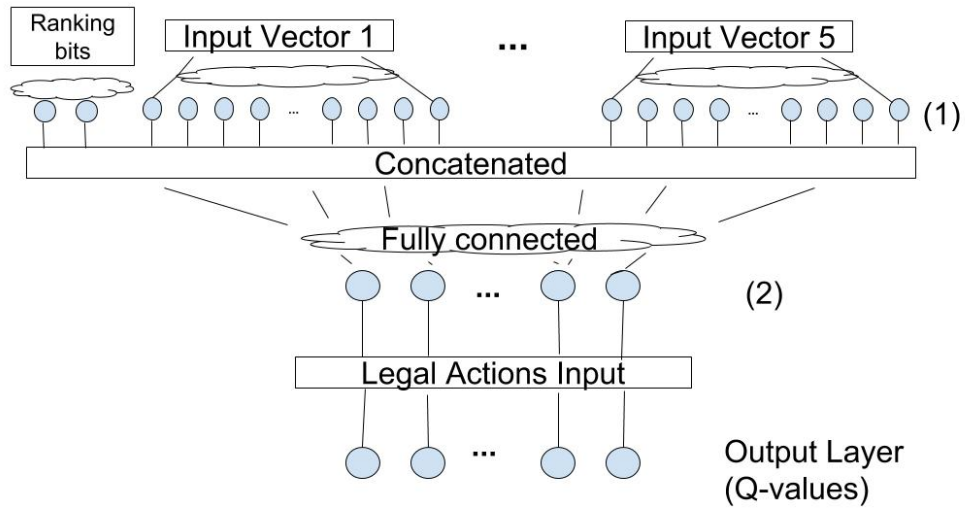 Ranking
bits
Input Vector 1
...
Input Vector 5
...
...
(1)
Concatenated
Fully connected
...
(2)
Legal Actions Input
...
Output Layer
(Q-values)